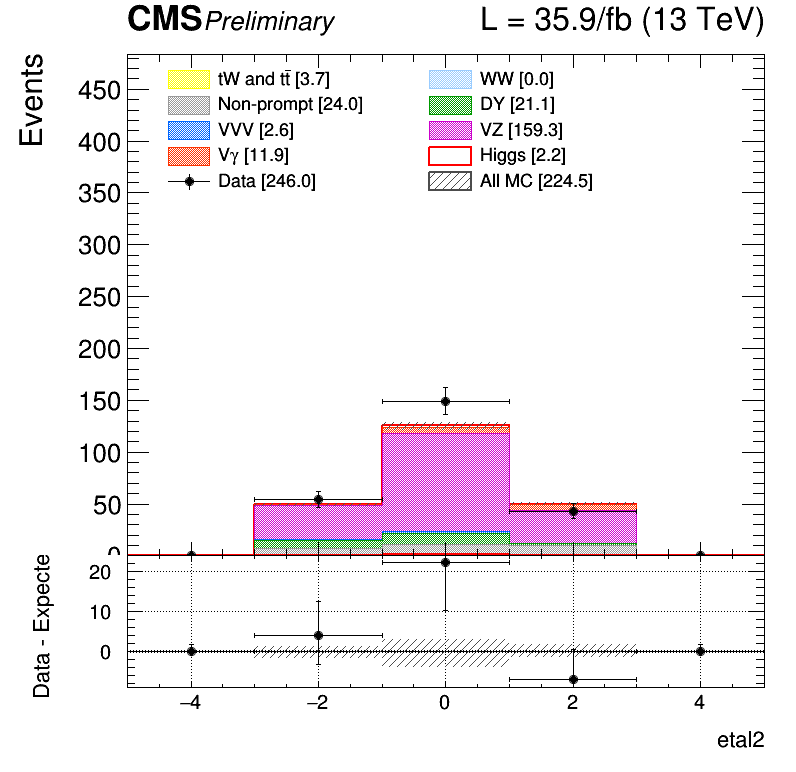 CMS Preliminary L = 35.9/fb (13 TeV)
Events
tW and tt̄ [3.7] WW [0.0]
Non-prompt [24.0] DY [21.1]
VVV [2.6] VZ [159.3]
Vγ [11.9] Higgs [2.2]
Data [246.0] All MC [224.5]
450
400
350
300
250
200
150
100
50
0
Data - Expecte
20
10
0
−4 −2 0 2 4
etal2